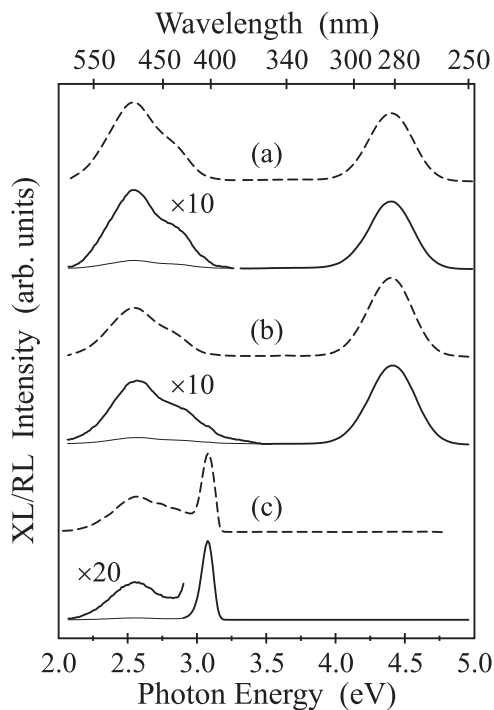 Wavelength (nm)
550 450 400 340 300 280 250
(a)
×10
(b)
×10
(c)
×20
XL/RL Intensity (arb. units)
2.0 2.5 3.0 3.5 4.0 4.5 5.0
Photon Energy (eV)